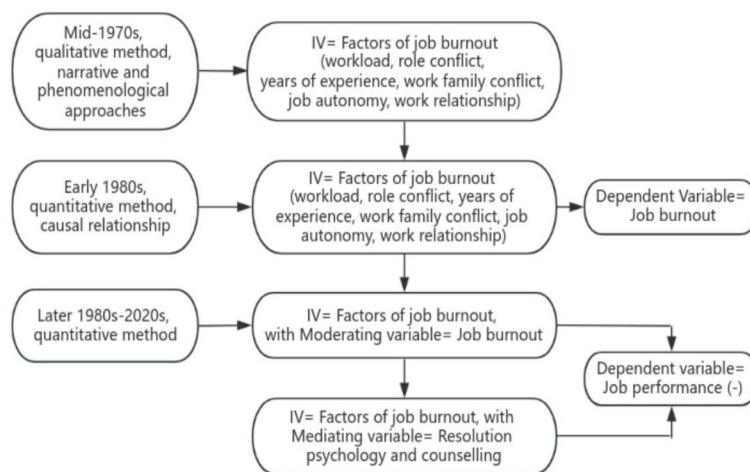 Mid-1970s,
qualitative method,
narrative and
phenomenological
approaches
IV= Factors of job burnout
(workload, role conflict,
years of experience, work family conflict,
job autonomy, work relationship)
Early 1980s,
quantitative method,
causal relationship
IV= Factors of job burnout
(workload, role conflict, years of
experience, work family conflict, job
autonomy, work relationship)
Dependent Variable=
Job burnout
Later 1980s-2020s,
quantitative method
IV= Factors of job burnout,
with Moderating variable= Job burnout
Dependent variable=
Job performance (-)
IV= Factors of job burnout, with
Mediating variable= Resolution
psychology and counselling